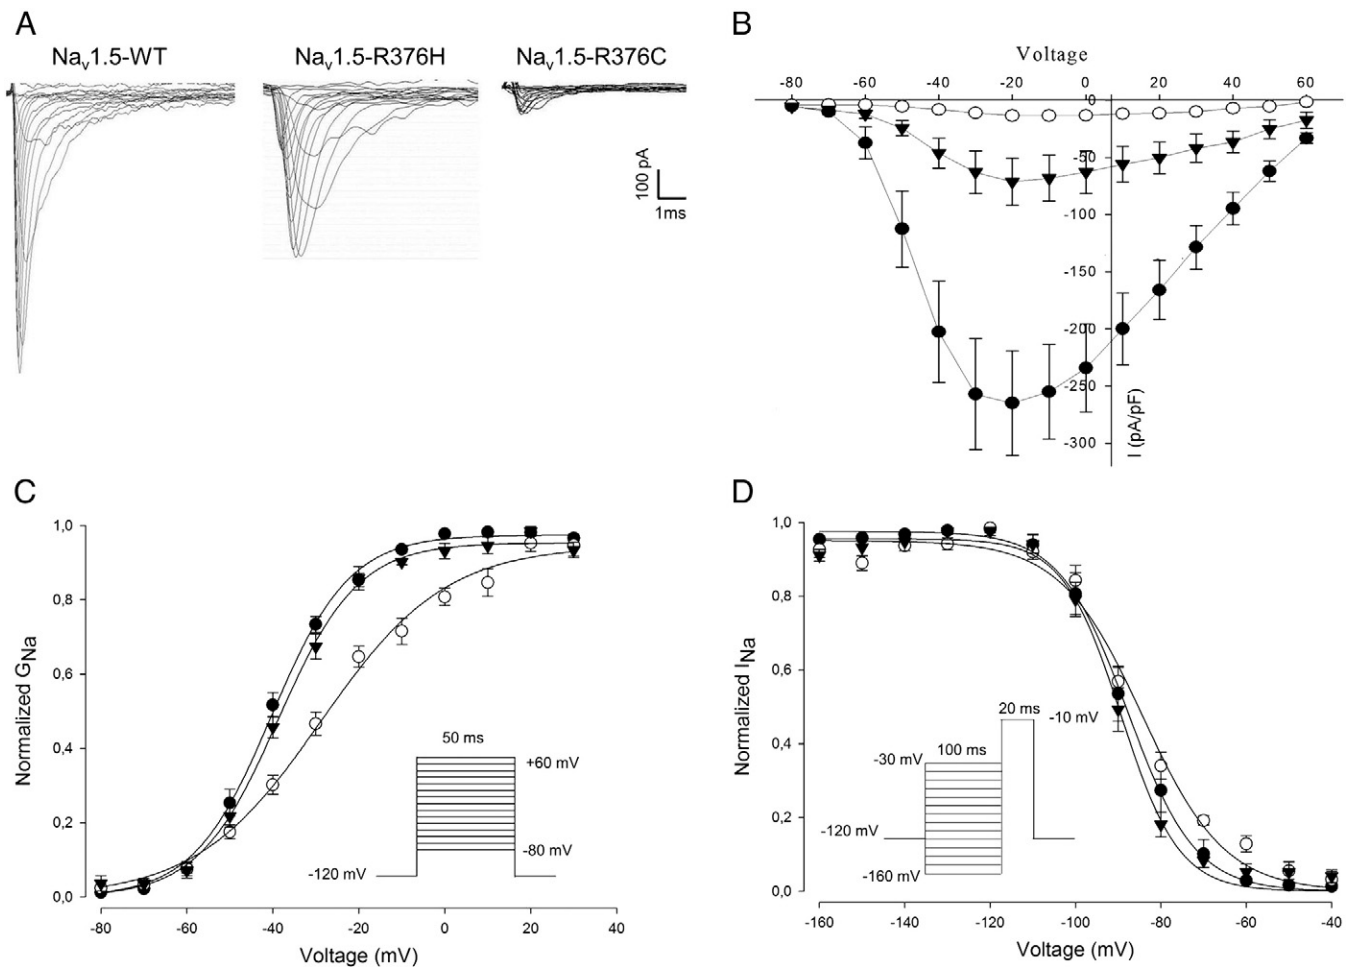 A
Nav1.5-WT
Nav1.5-R376H
Nav1.5-R376C
100 pA
1ms
B
Voltage
-80 -60 -40 -20 0 20 40 60
0
-50
-100
-150
-200
-250
-300
I (pA/pF)
C
Normalized GNa
1,0
0,8
0,6
0,4
0,2
0,0
50 ms
+60 mV
-80 mV
-120 mV
-80 -60 -40 -20 0 20 40
Voltage (mV)
D
Normalized INa
1,0
0,8
0,6
0,4
0,2
0,0
20 ms
-10 mV
100 ms
-30 mV
-120 mV
-160 mV
-160 -140 -120 -100 -80 -60 -40
Voltage (mV)